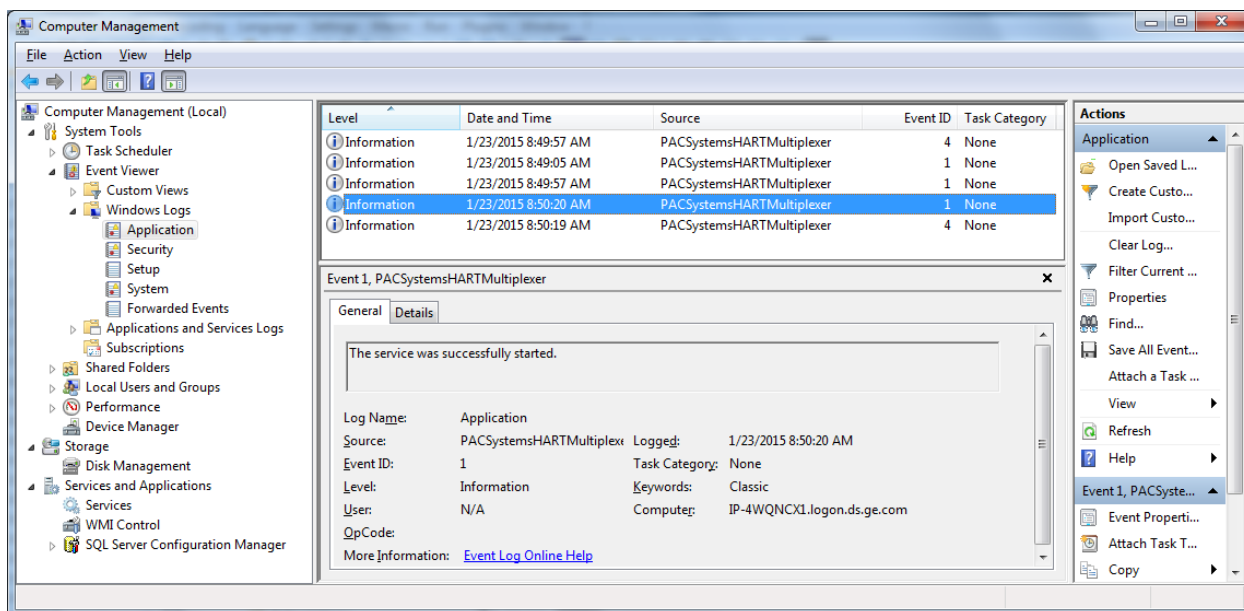 Computer Management
File Action View Help
Computer Management (Local)
System Tools
Task Scheduler
Event Viewer
Custom Views
Windows Logs
Application
Security
Setup
System
Forwarded Events
Applications and Services Logs
Subscriptions
Shared Folders
Local Users and Groups
Performance
Device Manager
Storage
Disk Management
Services and Applications
Services
WMI Control
SQL Server Configuration Manager
Level Date and Time Source Event ID Task Category
Information 1/23/2015 8:49:57 AM PACSystemsHARTMultiplexer 4 None
Information 1/23/2015 8:49:05 AM PACSystemsHARTMultiplexer 1 None
Information 1/23/2015 8:49:57 AM PACSystemsHARTMultiplexer 1 None
Information 1/23/2015 8:50:20 AM PACSystemsHARTMultiplexer 1 None
Information 1/23/2015 8:50:19 AM PACSystemsHARTMultiplexer 4 None
Event 1, PACSystemsHARTMultiplexer
General Details
The service was successfully started.
Log Name: Application
Source: PACSystemsHARTMultiplexe Logged: 1/23/2015 8:50:20 AM
Event ID: 1 Task Category: None
Level: Information Keywords: Classic
User: N/A Computer: IP-4WQNCX1.logon.ds.ge.com
OpCode:
More Information: Event Log Online Help
Actions
Application
Open Saved L...
Create Custo...
Import Custo...
Clear Log...
Filter Current ...
Properties
Find...
Save All Event...
Attach a Task ...
View
Refresh
Help
Event 1, PACSyste...
Event Properti...
Attach Task T...
Copy